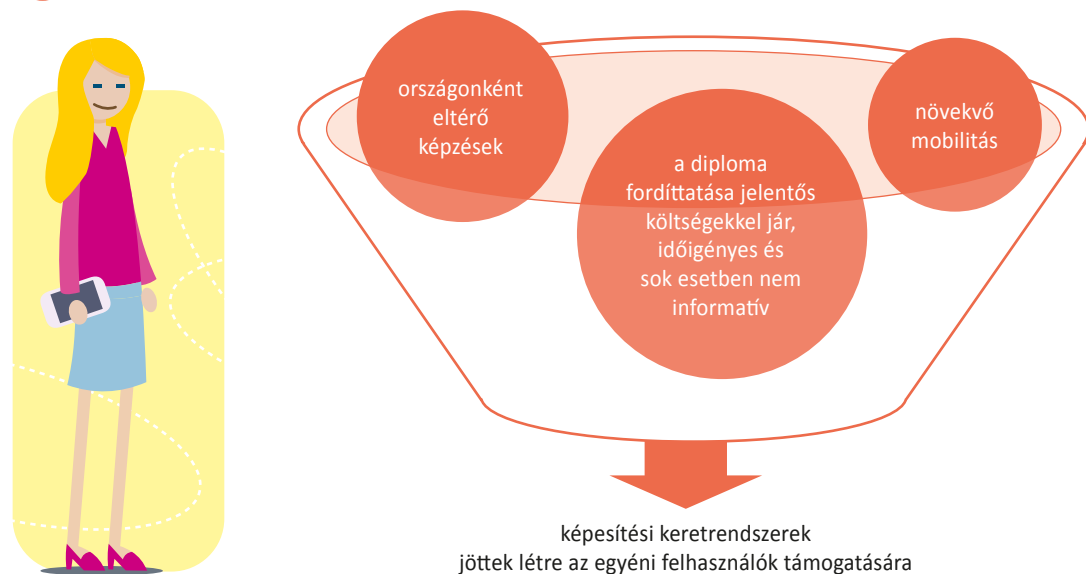 országonként
eltérő
képzések
a diploma
fordíttatása jelentős
költségekkel jár,
időigényes és
sok esetben nem
informatív
növekvő
mobilitás
képesítési keretrendszerek
jöttek létre az egyéni felhasználók támogatására